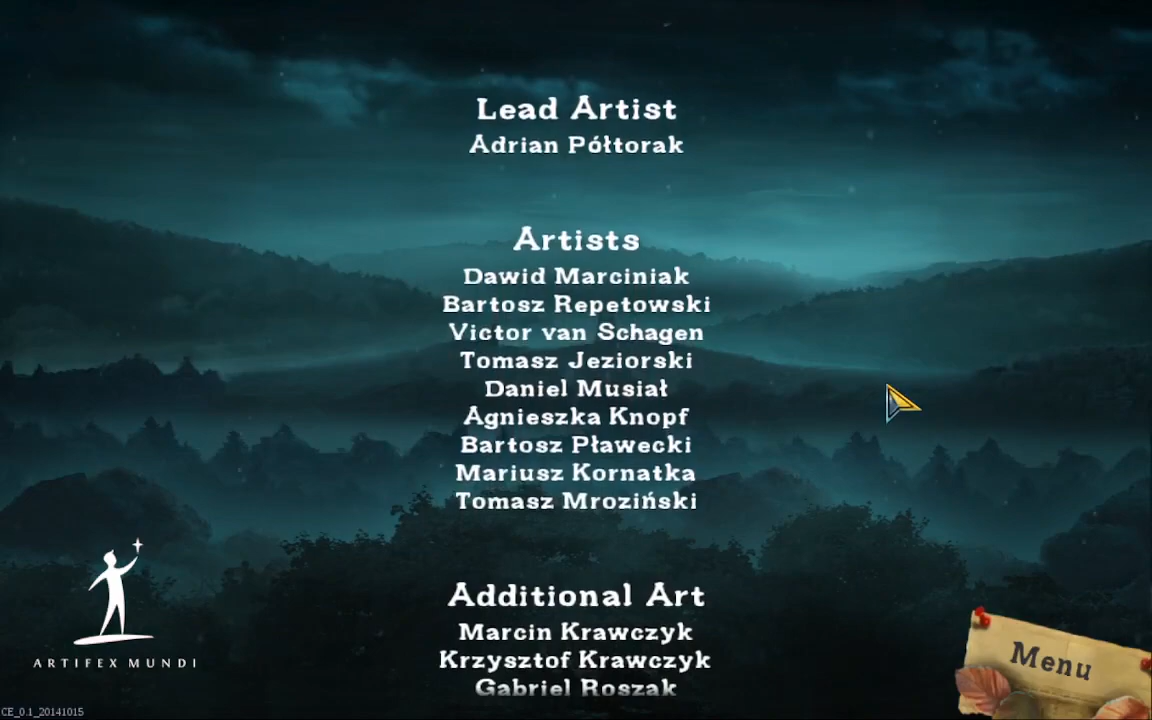 Lead Artist
Adrian Półtorak
Artists
Dawid Marciniak
Bartosz Repetowski
Victor van Schagen
Tomasz Jeziorski
Daniel Musiał
Agnieszka Knopf
Bartosz Pławecki
Mariusz Kornatka
Tomasz Mroziński
Additional Art
Marcin Krawczyk
Krzysztof Krawczyk
Gabriel Roszak
ARTIFEX MUNDI
Menu
CE_0.1_20141015